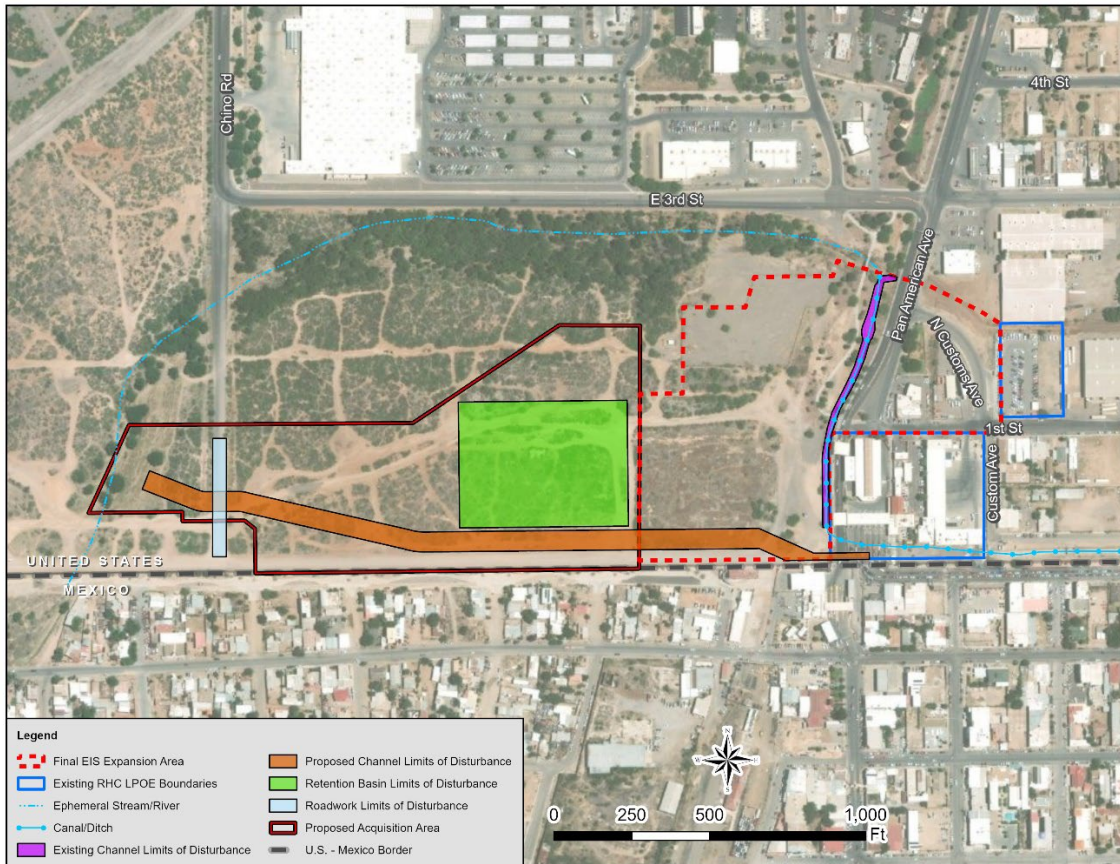 4th St
Chino Rd
E 3rd St
Pan American Ave
N Customs Ave
1st St
Custom Ave
UNITED STATES
MEXICO
Legend
Final EIS Expansion Area
Existing RHC LPOE Boundaries
Ephemeral Stream/River
Canal/Ditch
Existing Channel Limits of Disturbance
Proposed Channel Limits of Disturbance
Retention Basin Limits of Disturbance
Roadwork Limits of Disturbance
Proposed Acquisition Area
U.S. - Mexico Border
N
W
E
S
0 250 500 1,000
Ft